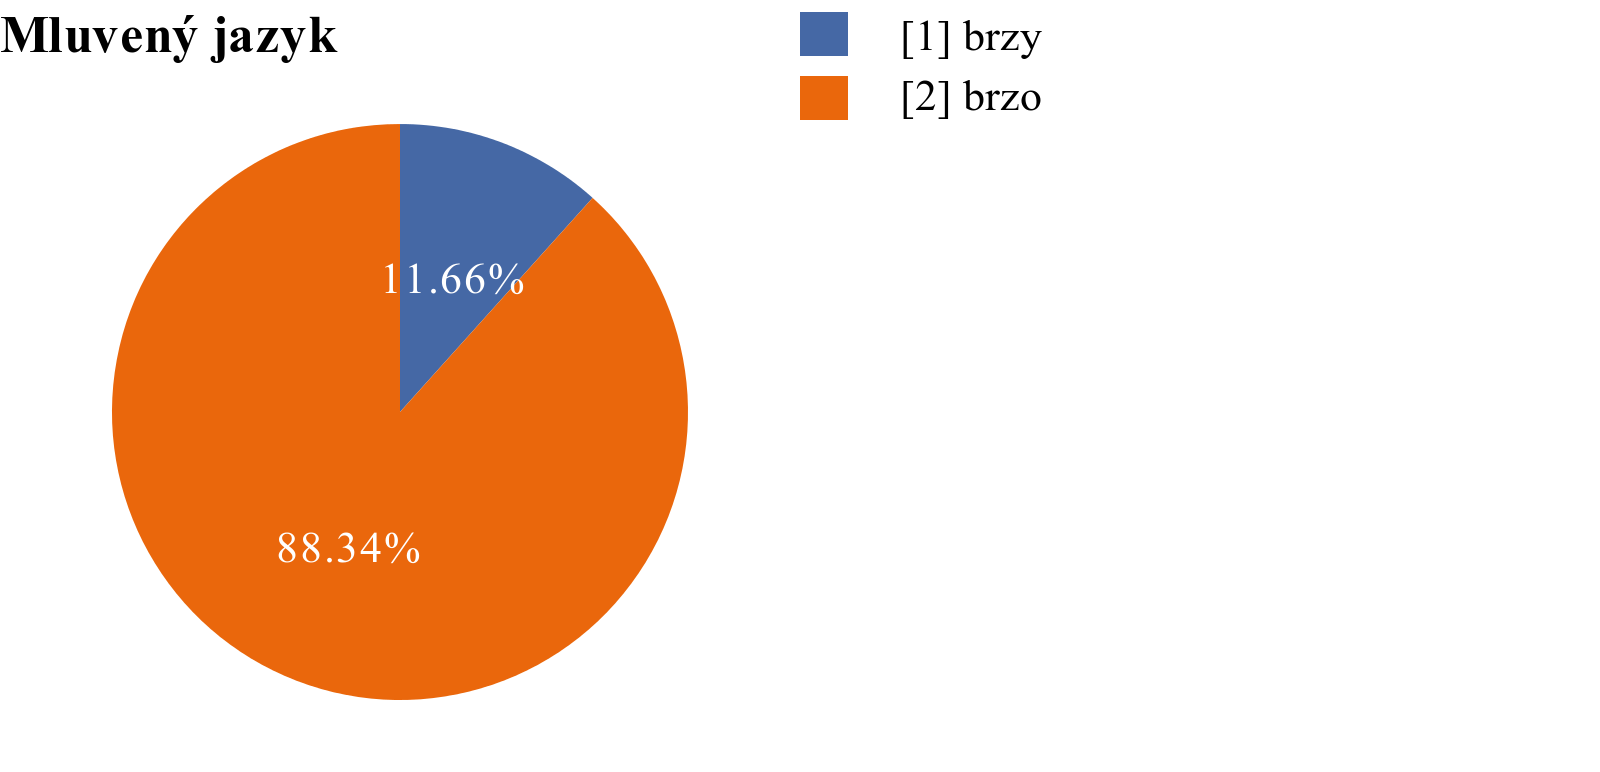 Mluvený jazyk
[1] brzy
[2] brzo
11.66%
88.34%